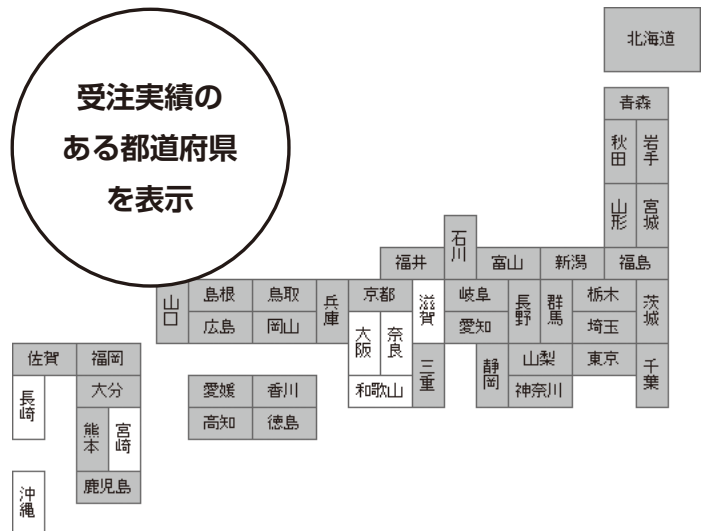 受注実績の
ある都道府県
を表示
北海道
青森
秋田
岩手
山形
宮城
石川
福井
富山
新潟
福島
山口
島根
鳥取
兵庫
京都
滋賀
岐阜
長野
群馬
栃木
茨城
広島
岡山
大阪
奈良
愛知
埼玉
佐賀
福岡
三重
静岡
山梨
東京
千葉
長崎
大分
愛媛
香川
和歌山
神奈川
熊本
宮崎
高知
徳島
鹿児島
沖縄